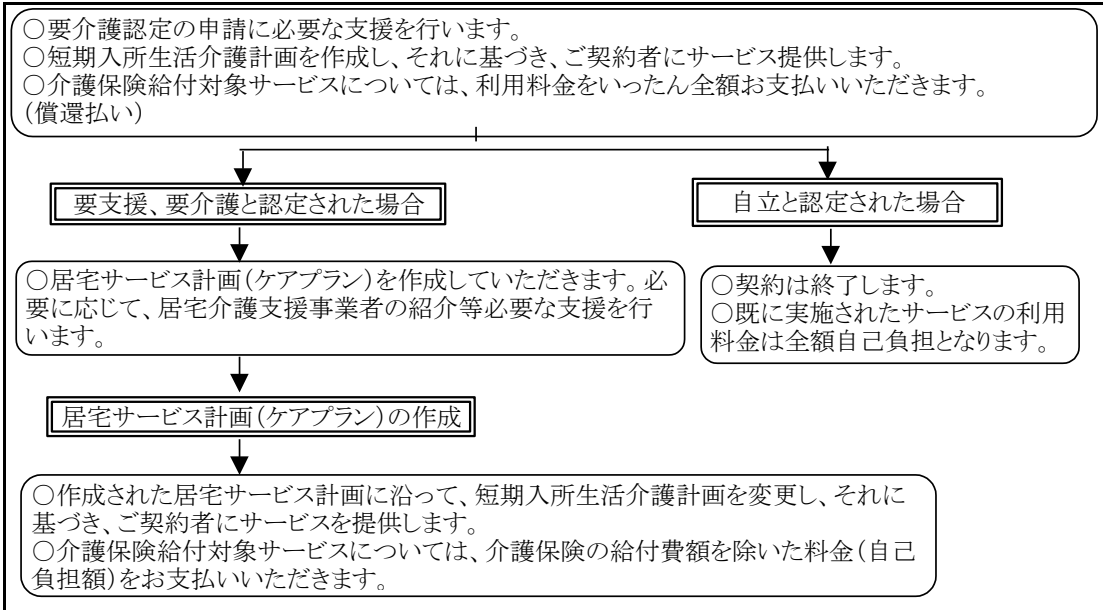 ○要介護認定の申請に必要な支援を行います。
○短期入所生活介護計画を作成し、それに基づき、ご契約者にサービス提供します。
○介護保険給付対象サービスについては、利用料金をいったん全額お支払いいただきます。
(償還払い)
要支援、要介護と認定された場合
自立と認定された場合
○居宅サービス計画(ケアプラン)を作成していただきます。必
要に応じて、居宅介護支援事業者の紹介等必要な支援を行
います。
○契約は終了します。
○既に実施されたサービスの利用
料金は全額自己負担となります。
居宅サービス計画(ケアプラン)の作成
○作成された居宅サービス計画に沿って、短期入所生活介護計画を変更し、それに
基づき、ご契約者にサービスを提供します。
○介護保険給付対象サービスについては、介護保険の給付費額を除いた料金(自己
負担額)をお支払いいただきます。